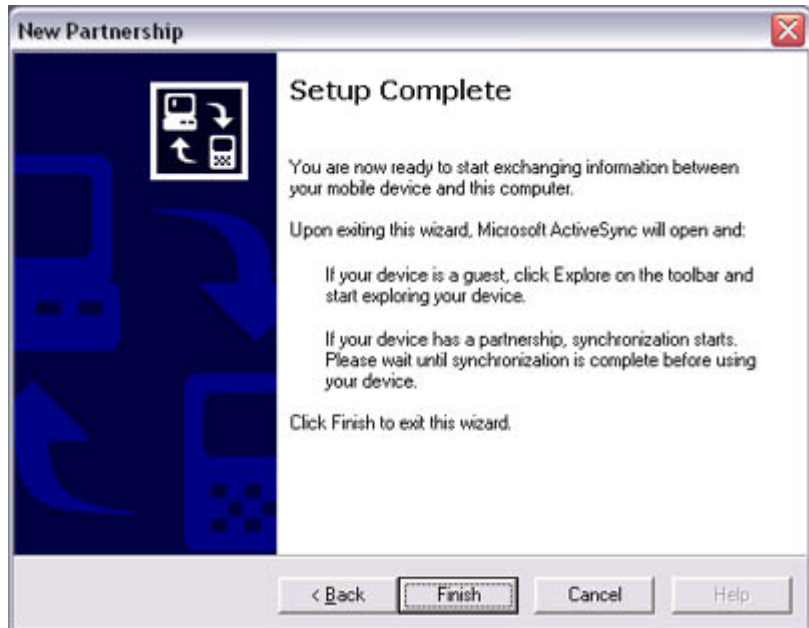 New Partnership
Setup Complete
You are now ready to start exchanging information between
your mobile device and this computer.
Upon exiting this wizard, Microsoft ActiveSync will open and:
If your device is a guest, click Explore on the toolbar and
start exploring your device.
If your device has a partnership, synchronization starts.
Please wait until synchronization is complete before using
your device.
Click Finish to exit this wizard.
< Back Finish Cancel Help